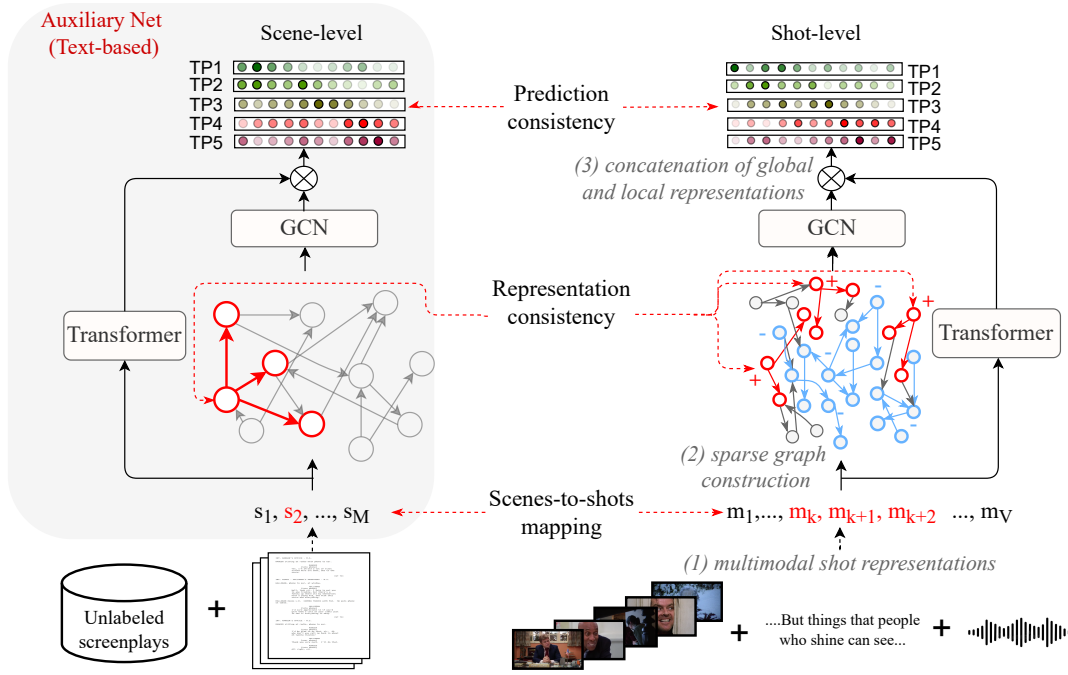 Auxiliary Net
(Text-based)
Scene-level
TP1
TP2
TP3
TP4
TP5
GCN
Transformer
s1, s2, ..., sM
Unlabeled
screenplays
+
Prediction
consistency
Representation
consistency
Scenes-to-shots
mapping
Shot-level
TP1
TP2
TP3
TP4
TP5
(3) concatenation of global
and local representations
GCN
+
-
+
-
-
+
-
-
-
Transformer
(2) sparse graph
construction
m1,..., mk, mk+1, mk+2 ..., mV
(1) multimodal shot representations
+
....But things that people
who shine can see...
+